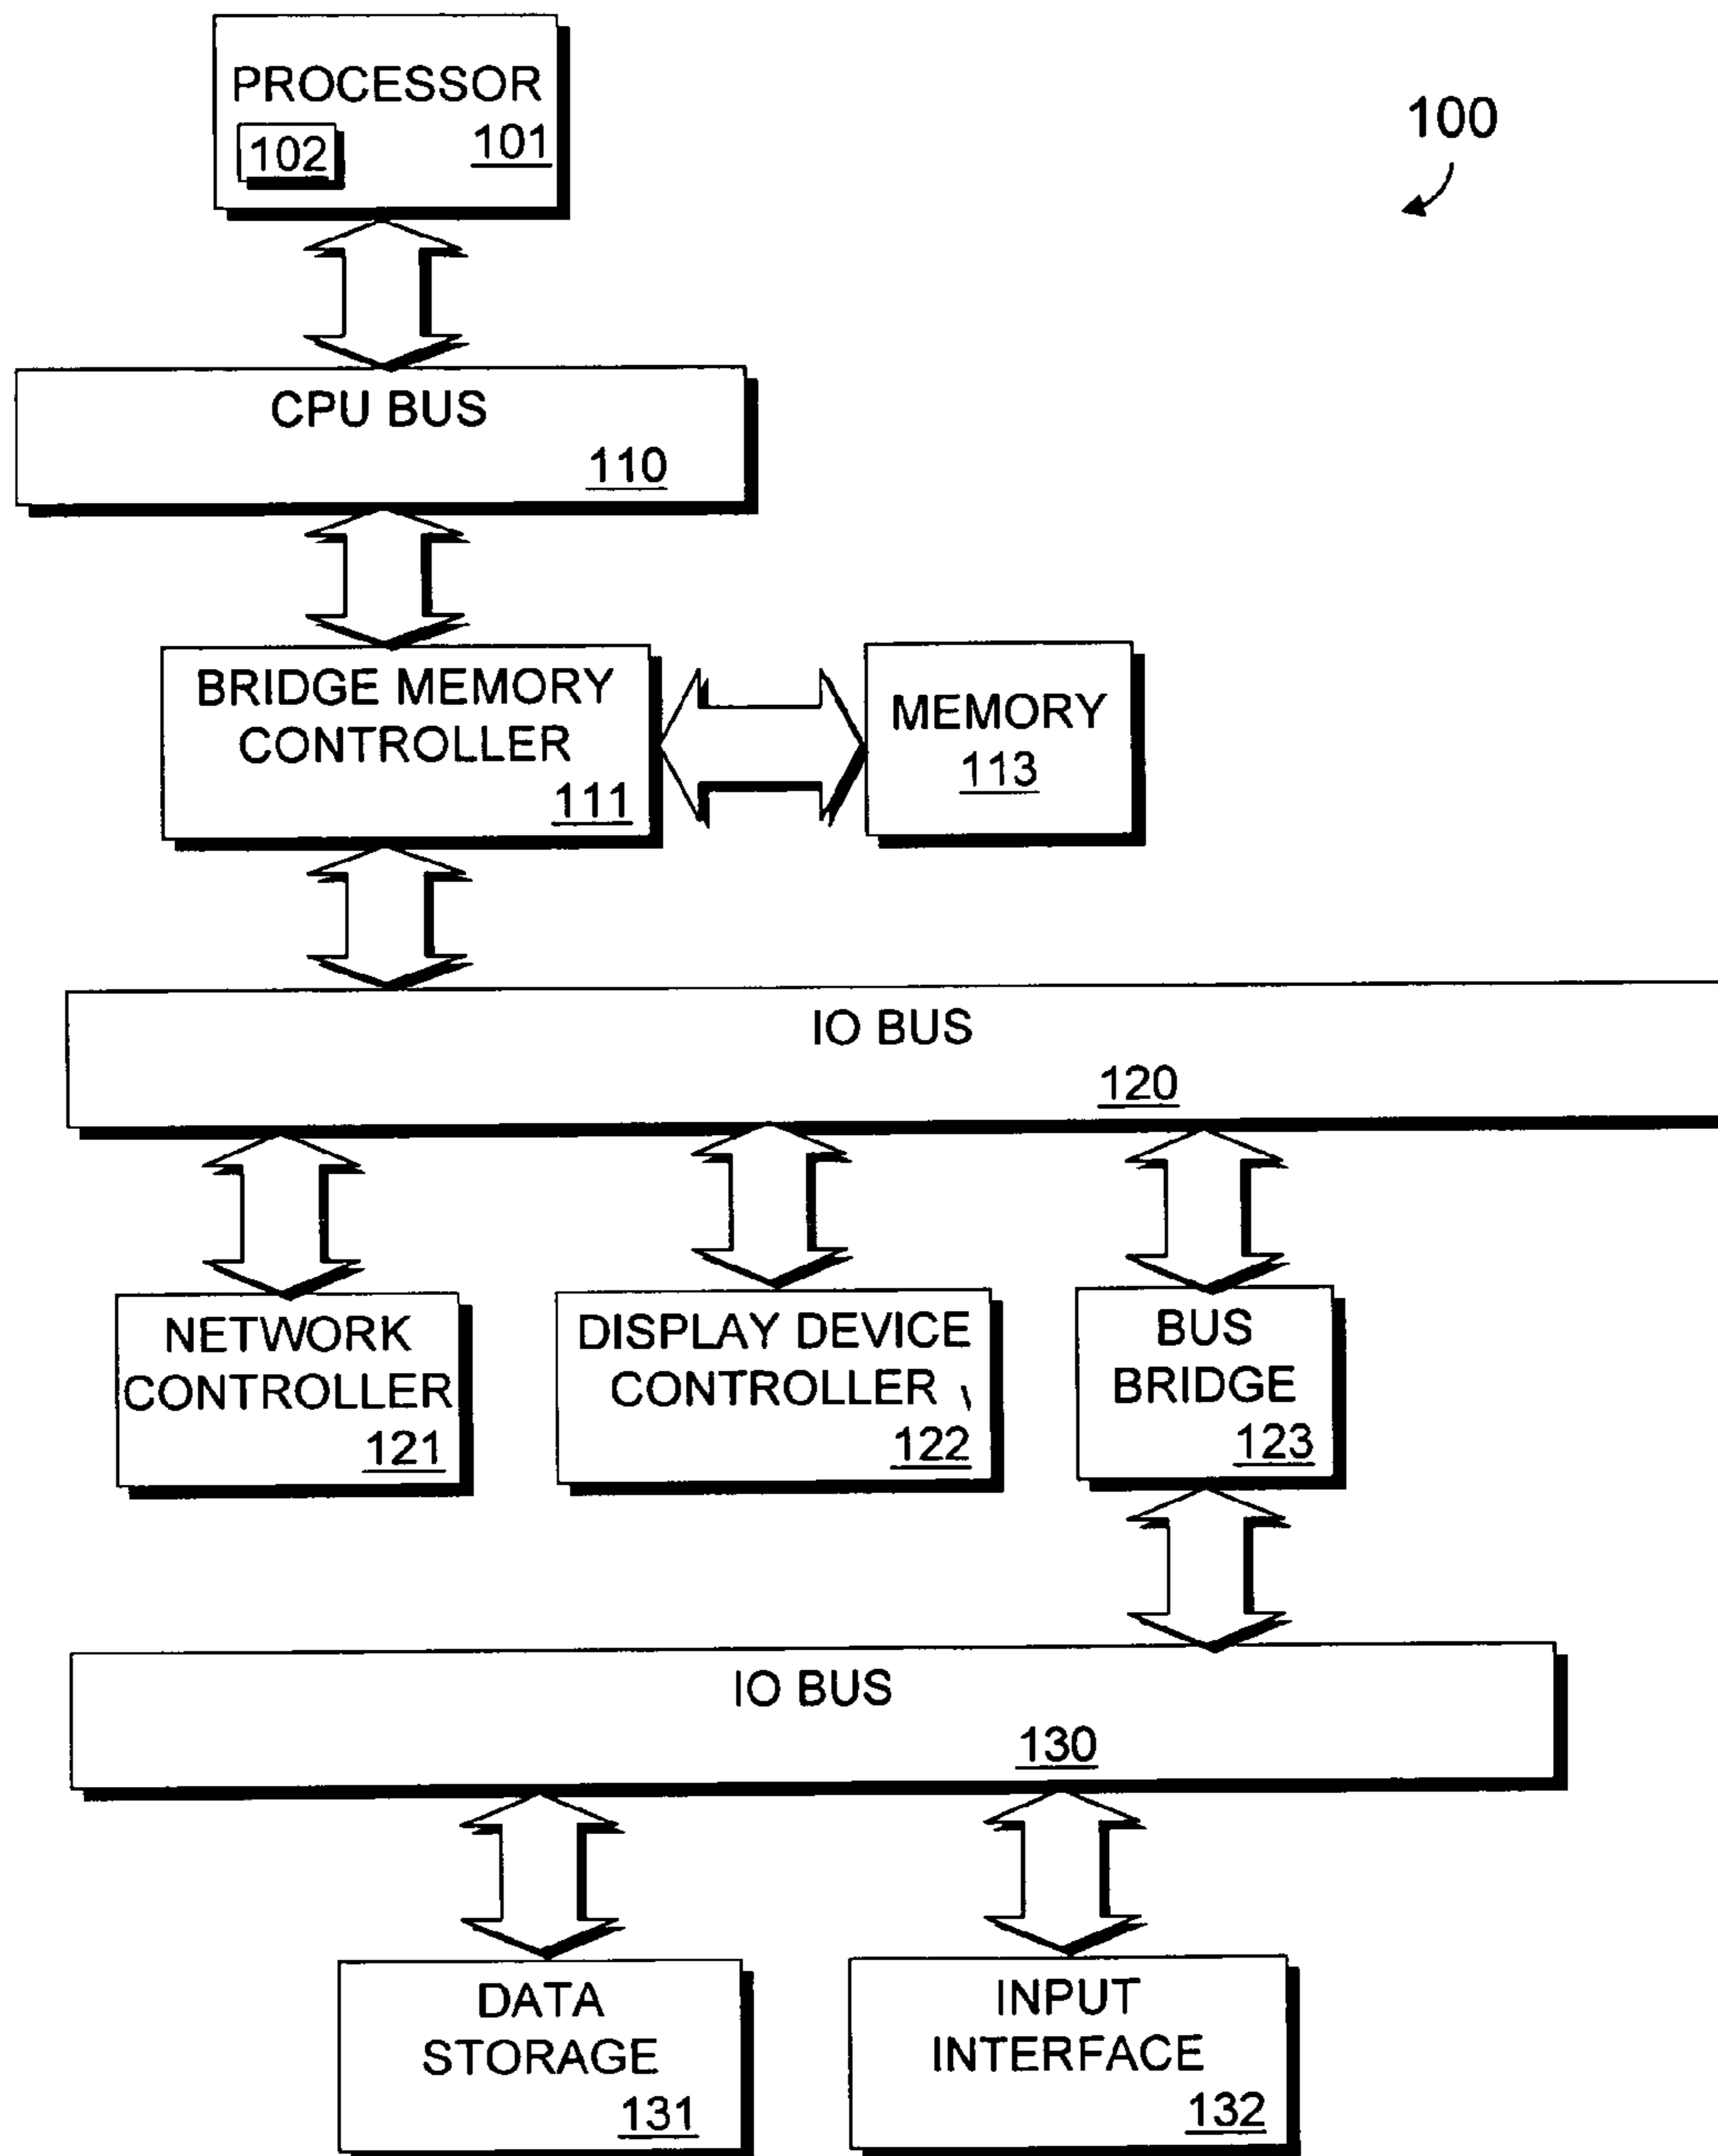 PROCESSOR
102 101
100
CPU BUS
110
BRIDGE MEMORY
CONTROLLER
111
MEMORY
113
IO BUS
120
NETWORK
CONTROLLER
121
DISPLAY DEVICE
CONTROLLER
122
BUS
BRIDGE
123
IO BUS
130
DATA
STORAGE
131
INPUT
INTERFACE
132